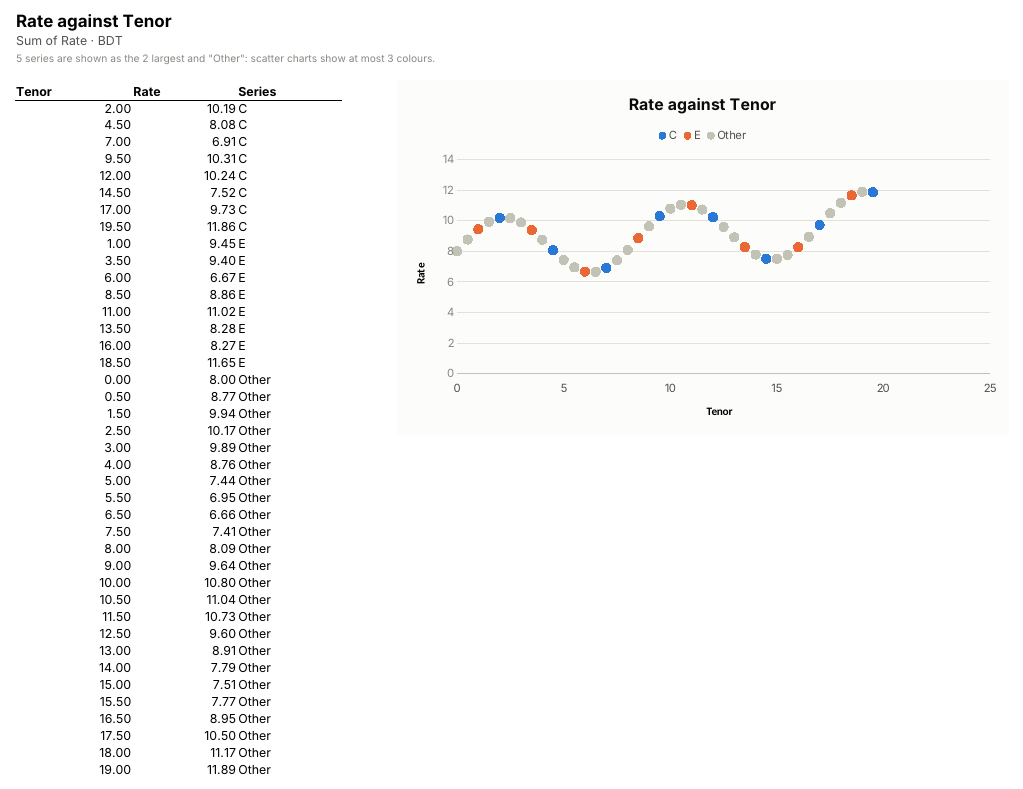 Rate against Tenor
Sum of Rate · BDT
5 series are shown as the 2 largest and "Other": scatter charts show at most 3 colours.
Tenor Rate Series
2.00 10.19 C
4.50 8.08 C
7.00 6.91 C
9.50 10.31 C
12.00 10.24 C
14.50 7.52 C
17.00 9.73 C
19.50 11.86 C
1.00 9.45 E
3.50 9.40 E
6.00 6.67 E
8.50 8.86 E
11.00 11.02 E
13.50 8.28 E
16.00 8.27 E
18.50 11.65 E
0.00 8.00 Other
0.50 8.77 Other
1.50 9.94 Other
2.50 10.17 Other
3.00 9.89 Other
4.00 8.76 Other
5.00 7.44 Other
5.50 6.95 Other
6.50 6.66 Other
7.50 7.41 Other
8.00 8.09 Other
9.00 9.64 Other
10.00 10.80 Other
10.50 11.04 Other
11.50 10.73 Other
12.50 9.60 Other
13.00 8.91 Other
14.00 7.79 Other
15.00 7.51 Other
15.50 7.77 Other
16.50 8.95 Other
17.50 10.50 Other
18.00 11.17 Other
19.00 11.89 Other
Rate against Tenor
C E Other
14
12
10
8
6
4
2
0
Rate
0 5 10 15 20 25
Tenor